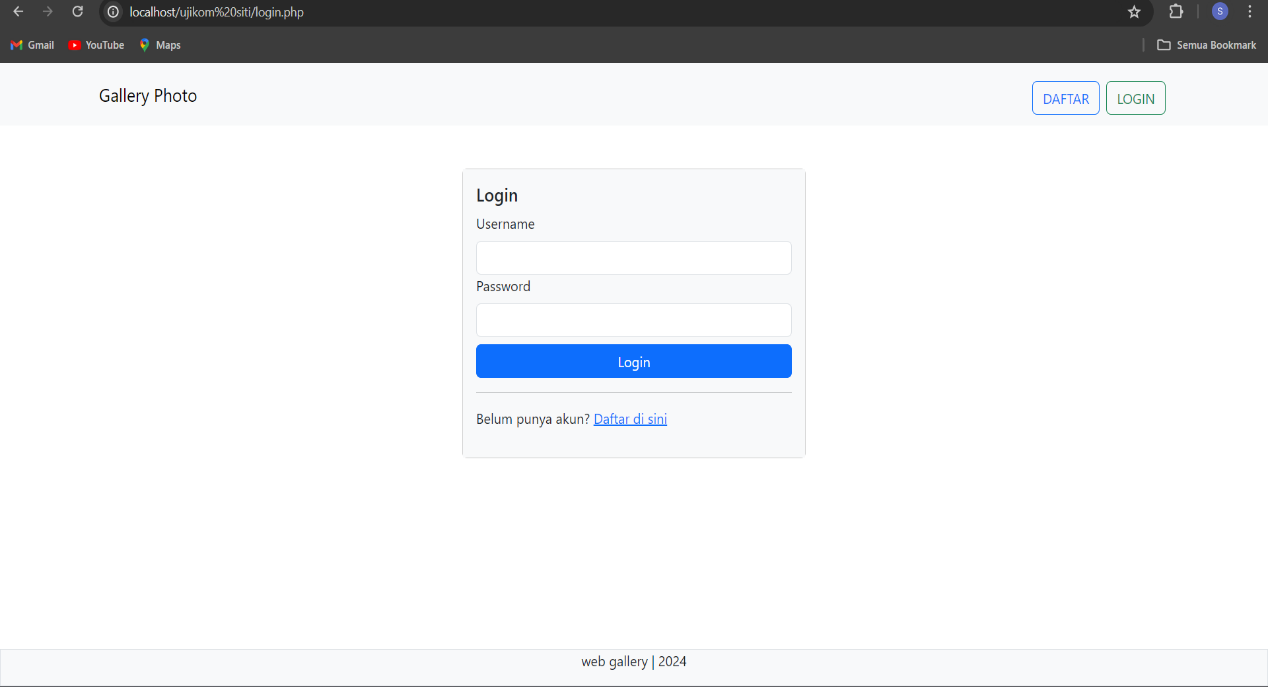 localhost/ujikom%20siti/login.php
S
Gmail YouTube Maps
Semua Bookmark
Gallery Photo
DAFTAR LOGIN
Login
Username
Password
Login
Belum punya akun? Daftar di sini
web gallery | 2024